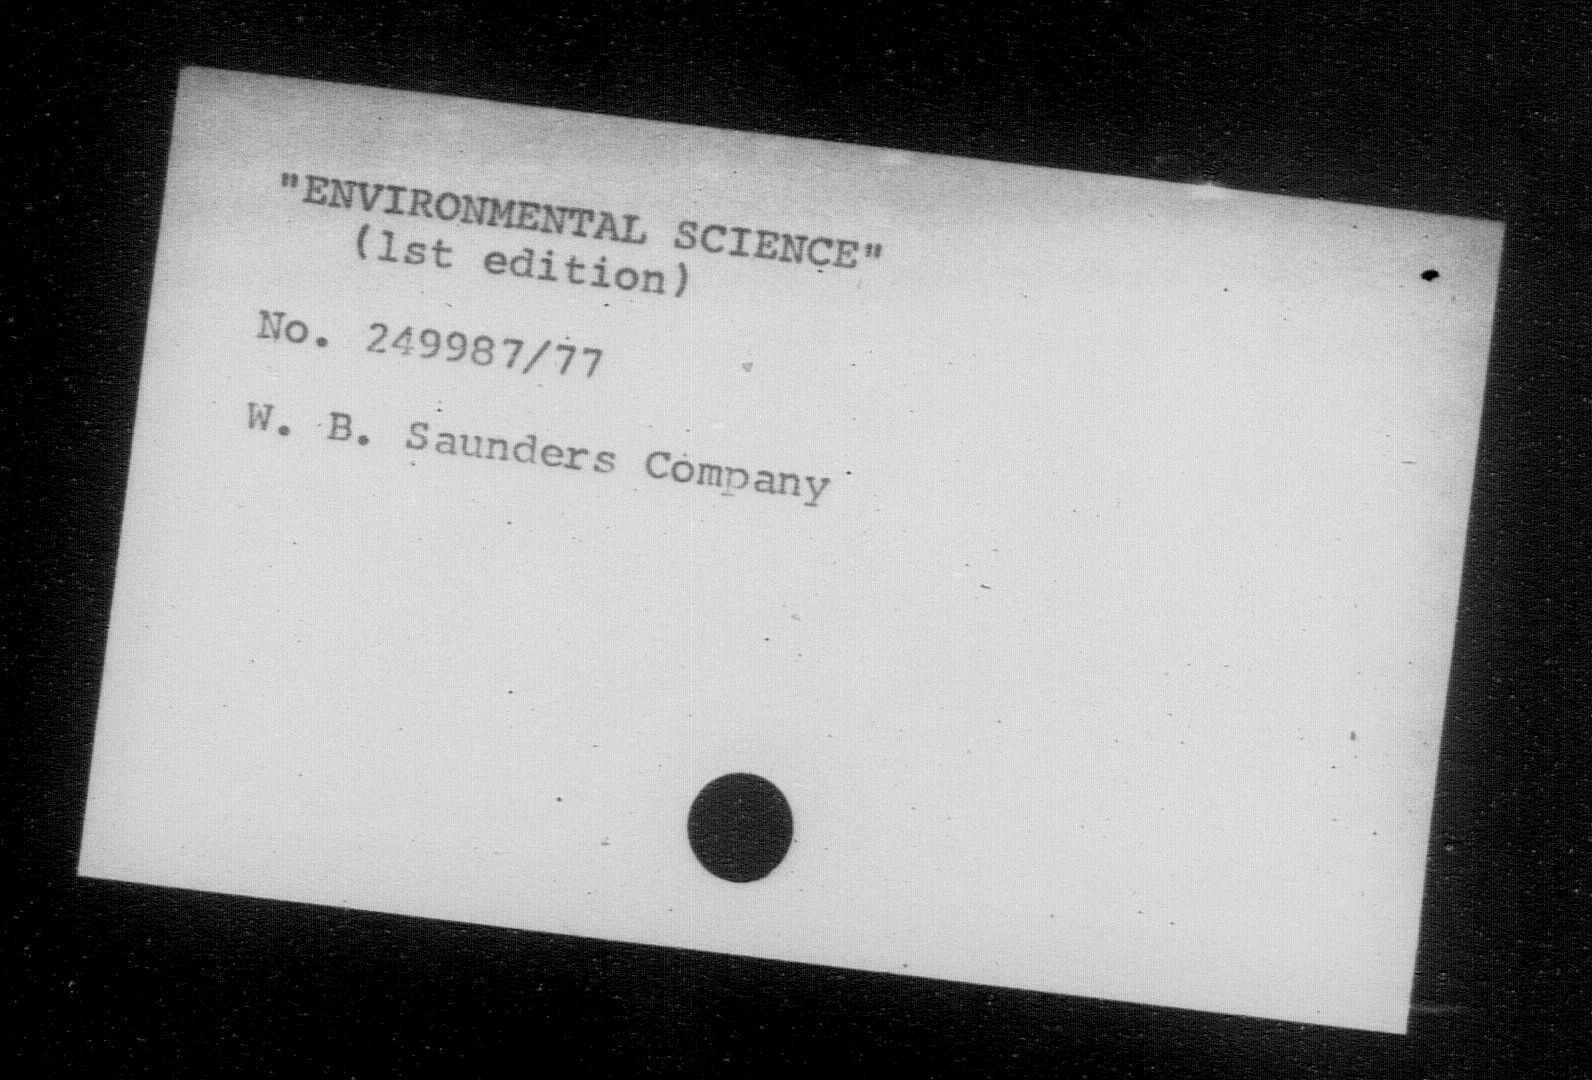 "ENVIRONMENTAL SCIENCE"
(1st edition)
No. 249987/77
W. B. Saunders Company